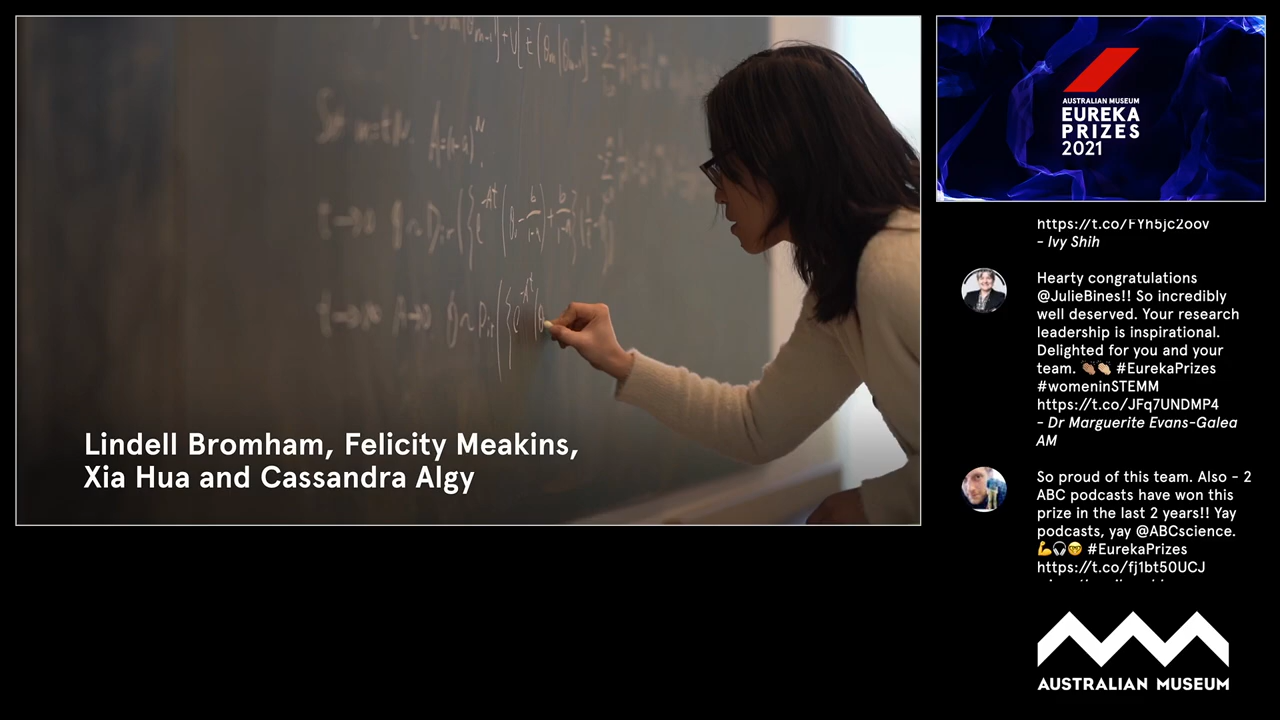 Lindell Bromham, Felicity Meakins,
Xia Hua and Cassandra Algy
AUSTRALIAN MUSEUM
EUREKA
PRIZES
2021
https://t.co/FYh5jc2oov
- Ivy Shih
Hearty congratulations
@JulieBines!! So incredibly
well deserved. Your research
leadership is inspirational.
Delighted for you and your
team. 👏🏽👏🏼 #EurekaPrizes
#womeninSTEMM
https://t.co/JFq7UNDMP4
- Dr Marguerite Evans-Galea
AM
So proud of this team. Also - 2
ABC podcasts have won this
prize in the last 2 years!! Yay
podcasts, yay @ABCscience.
💪🎧🤓 #EurekaPrizes
https://t.co/fj1bt50UCJ
AUSTRALIAN MUSEUM